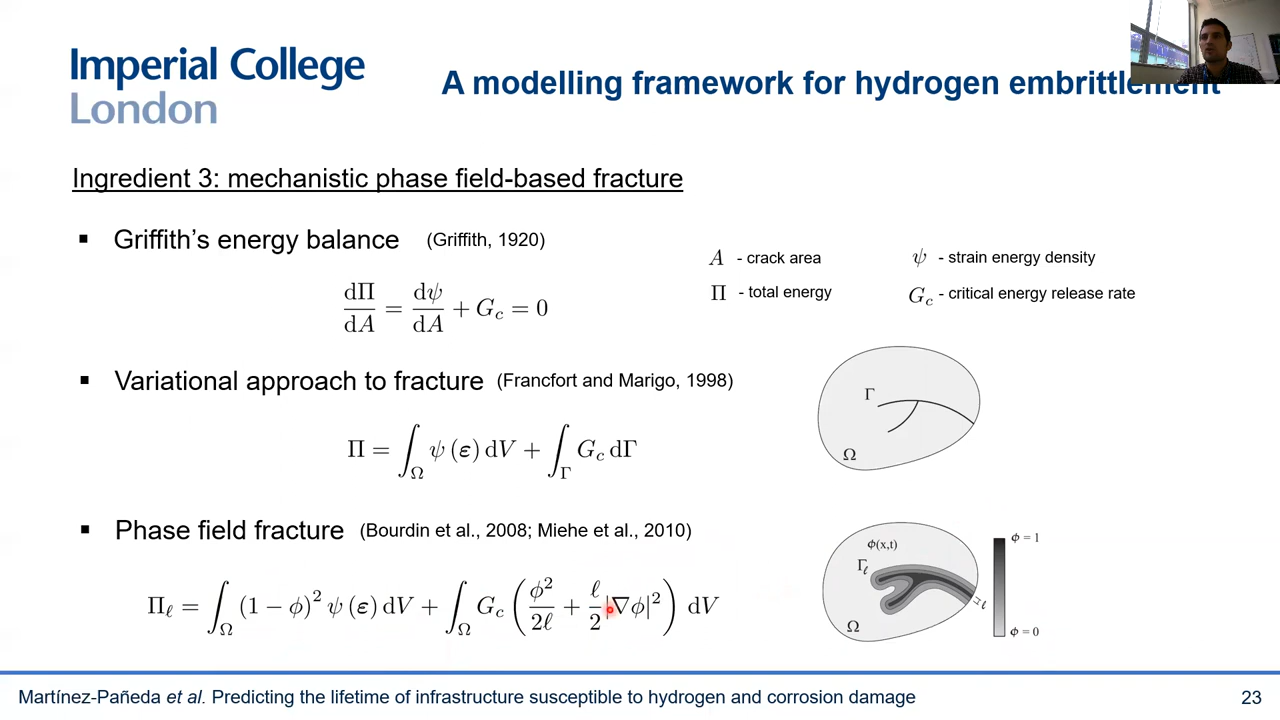 Imperial College
London
A modelling framework for hydrogen embrittlement
Ingredient 3: mechanistic phase field-based fracture
▪ Griffith's energy balance (Griffith, 1920)
A - crack area
ψ - strain energy density
Π - total energy
G_c - critical energy release rate
dΠ/dA = dψ/dA + G_c = 0
▪ Variational approach to fracture (Francfort and Marigo, 1998)
Π = ∫_Ω ψ (ε) dV + ∫_Γ G_c dΓ
Γ
Ω
▪ Phase field fracture (Bourdin et al., 2008; Miehe et al., 2010)
Π_ℓ = ∫_Ω (1 − ϕ)² ψ (ε) dV + ∫_Ω G_c (ϕ²/2ℓ + ℓ/2 |∇ϕ|²) dV
ϕ(x,t)
Γ_ℓ
Ω
ℓ
ϕ = 1
ϕ = 0
Martínez-Pañeda et al. Predicting the lifetime of infrastructure susceptible to hydrogen and corrosion damage
23